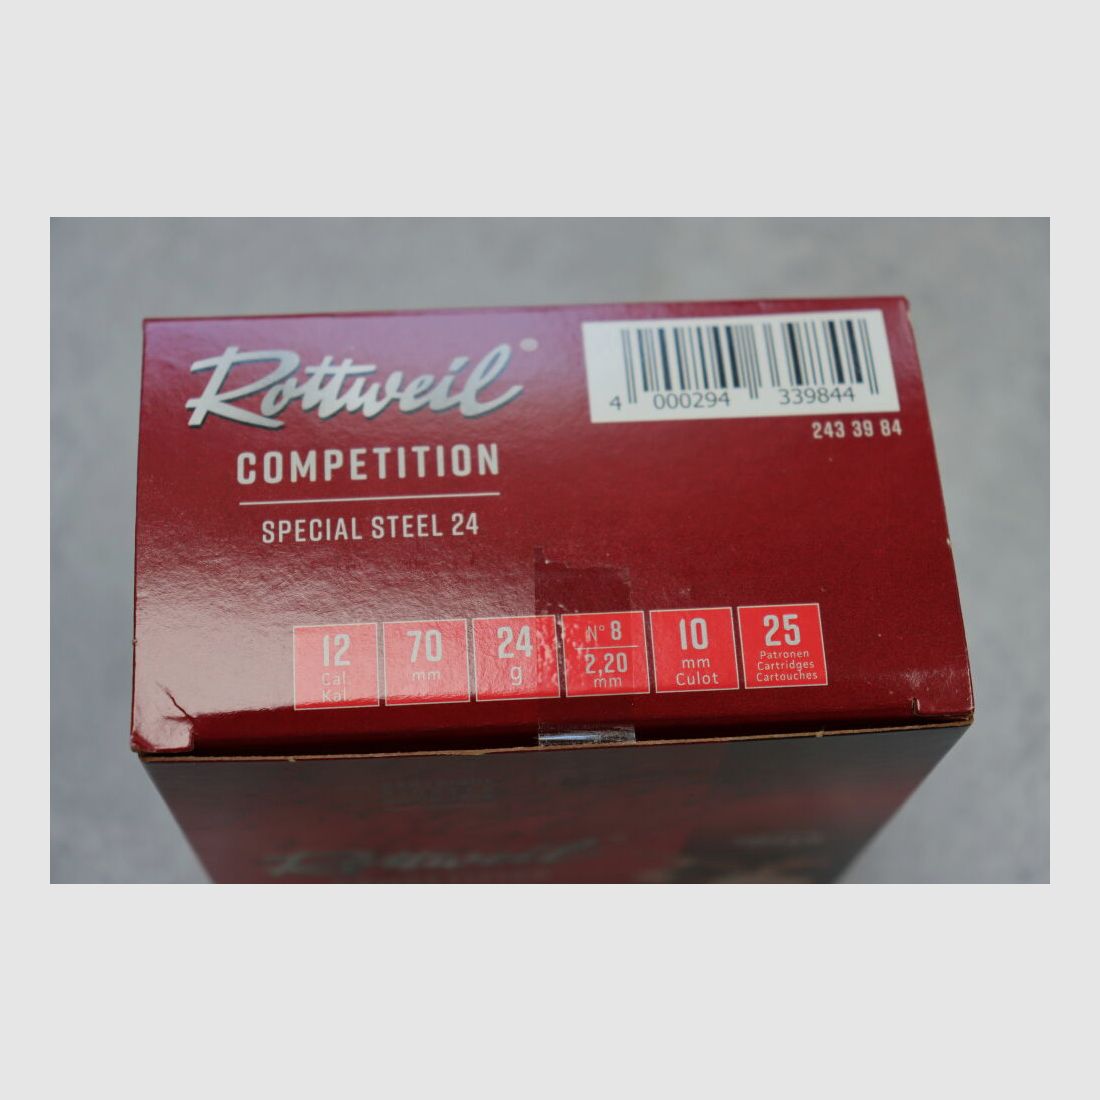 Rottweil®
COMPETITION
SPECIAL STEEL 24
4 000294 339844
243 39 84
12
Cal.
Kal.
70
mm
24
g
N° 8
2,20
mm
10
mm
Culot
25
Patronen
Cartridges
Cartouches
Rottweil